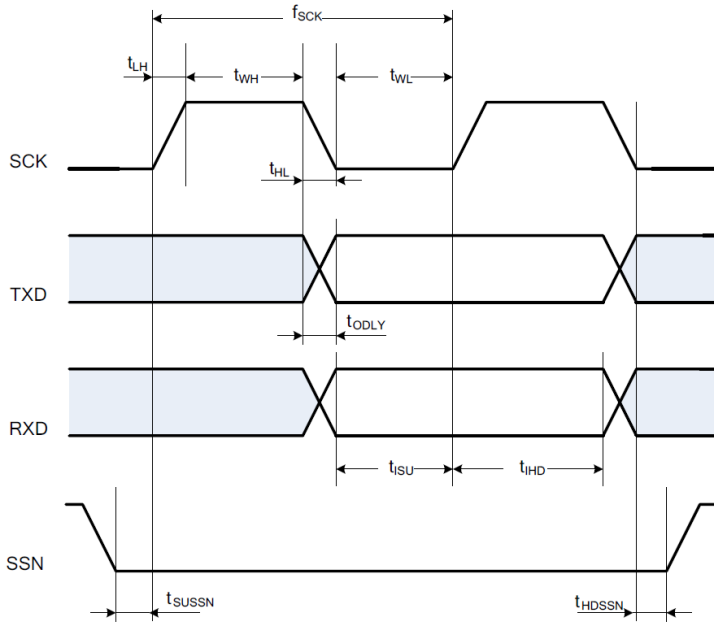 fSCK
tLH
tWH
tWL
SCK
tHL
TXD
tODLY
RXD
tISU
tIHD
SSN
tSUSSN
tHDSSN